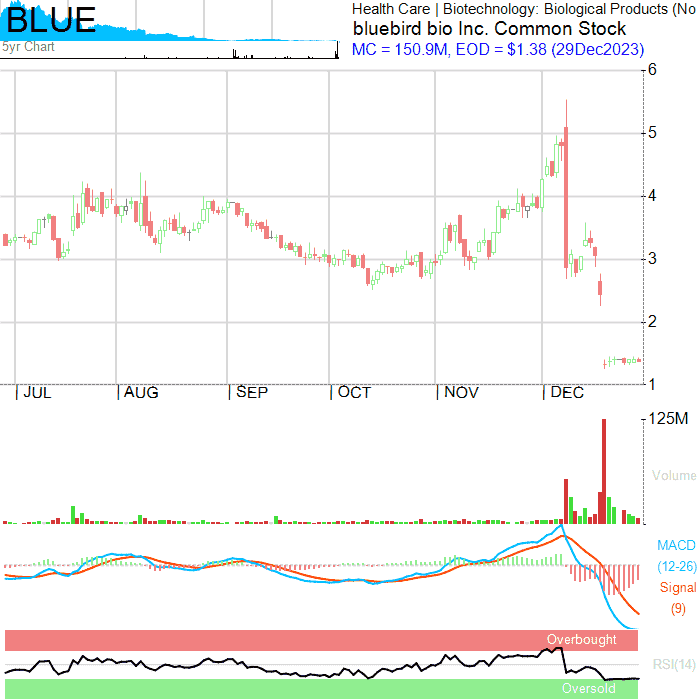 BLUE
5yr Chart
Health Care | Biotechnology: Biological Products (No
bluebird bio Inc. Common Stock
MC = 150.9M, EOD = $1.38 (29Dec2023)
6
5
4
3
2
1
JUL AUG SEP OCT NOV DEC
125M
Volume
MACD
(12-26)
Signal
(9)
Overbought
RSI(14)
Oversold